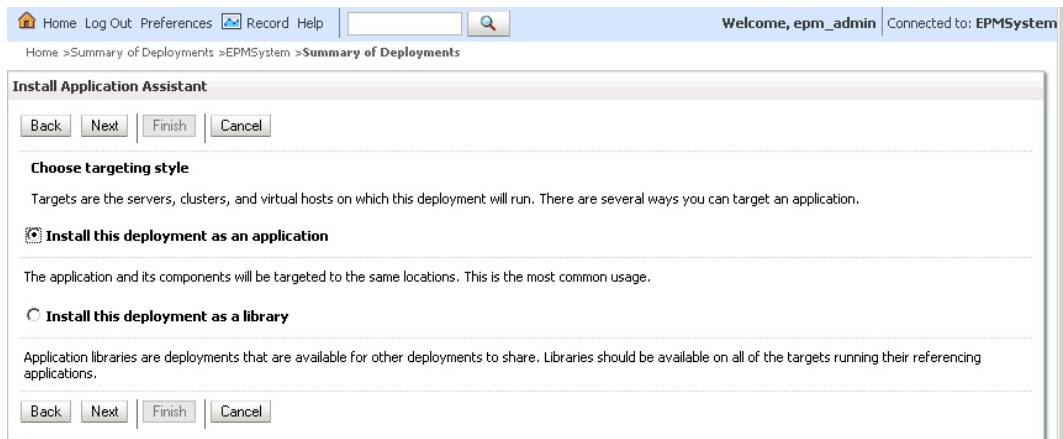 Home Log Out Preferences Record Help
Welcome, epm_admin Connected to: EPMSystem
Home >Summary of Deployments >EPMSystem >Summary of Deployments
Install Application Assistant
Back Next Finish Cancel
Choose targeting style
Targets are the servers, clusters, and virtual hosts on which this deployment will run. There are several ways you can target an application.
Install this deployment as an application
The application and its components will be targeted to the same locations. This is the most common usage.
Install this deployment as a library
Application libraries are deployments that are available for other deployments to share. Libraries should be available on all of the targets running their referencing
applications.
Back Next Finish Cancel